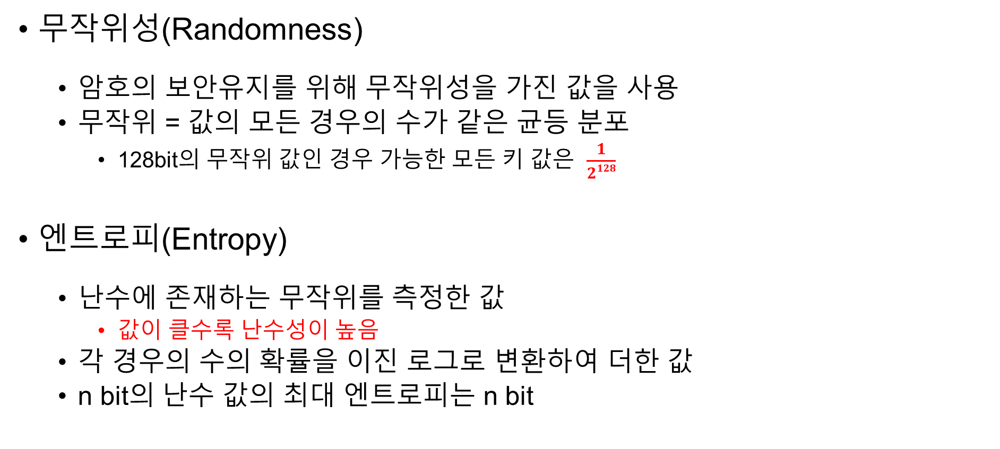 • 무작위성(Randomness)
• 암호의 보안유지를 위해 무작위성을 가진 값을 사용
• 무작위 = 값의 모든 경우의 수가 같은 균등 분포
• 128bit의 무작위 값인 경우 가능한 모든 키 값은 1/2^128
• 엔트로피(Entropy)
• 난수에 존재하는 무작위를 측정한 값
• 값이 클수록 난수성이 높음
• 각 경우의 수의 확률을 이진 로그로 변환하여 더한 값
• n bit의 난수 값의 최대 엔트로피는 n bit